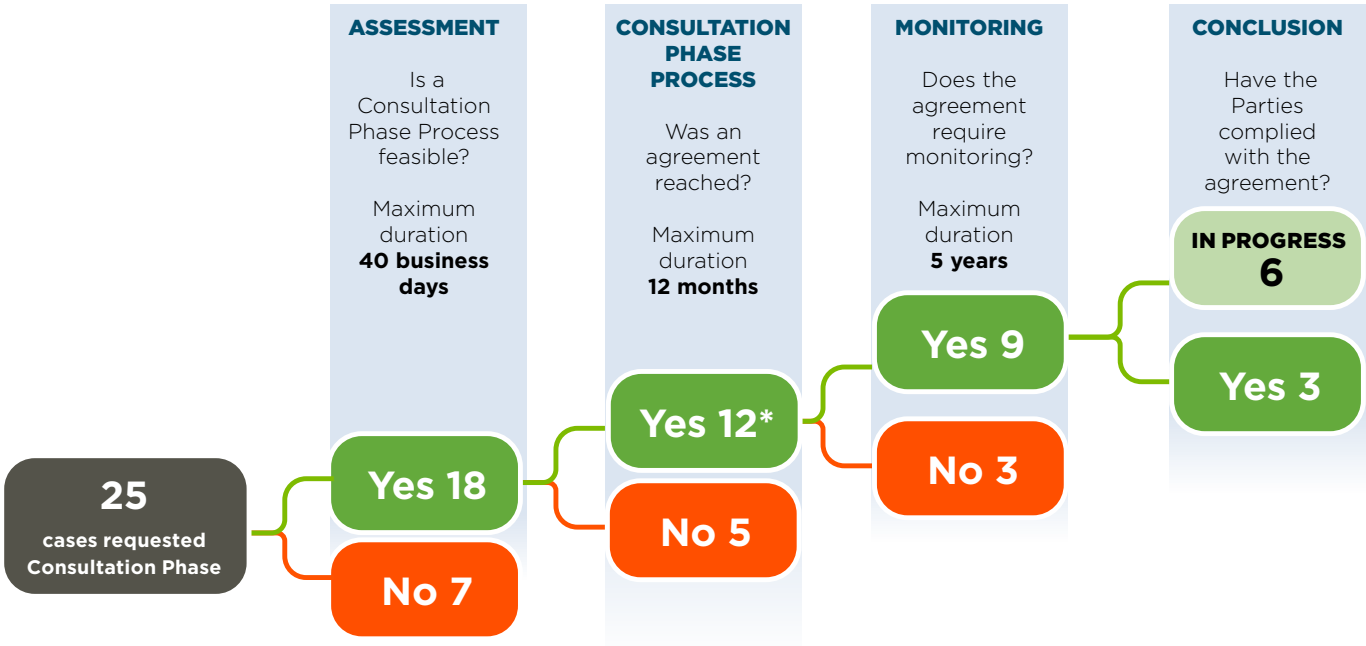 ASSESSMENT
Is a
Consultation
Phase Process
feasible?
Maximum
duration
40 business
days
CONSULTATION
PHASE
PROCESS
Was an
agreement
reached?
Maximum
duration
12 months
MONITORING
Does the
agreement
require
monitoring?
Maximum
duration
5 years
CONCLUSION
Have the
Parties
complied
with the
agreement?
25
cases requested
Consultation Phase
Yes 18
No 7
Yes 12*
No 5
Yes 9
No 3
IN PROGRESS
6
Yes 3